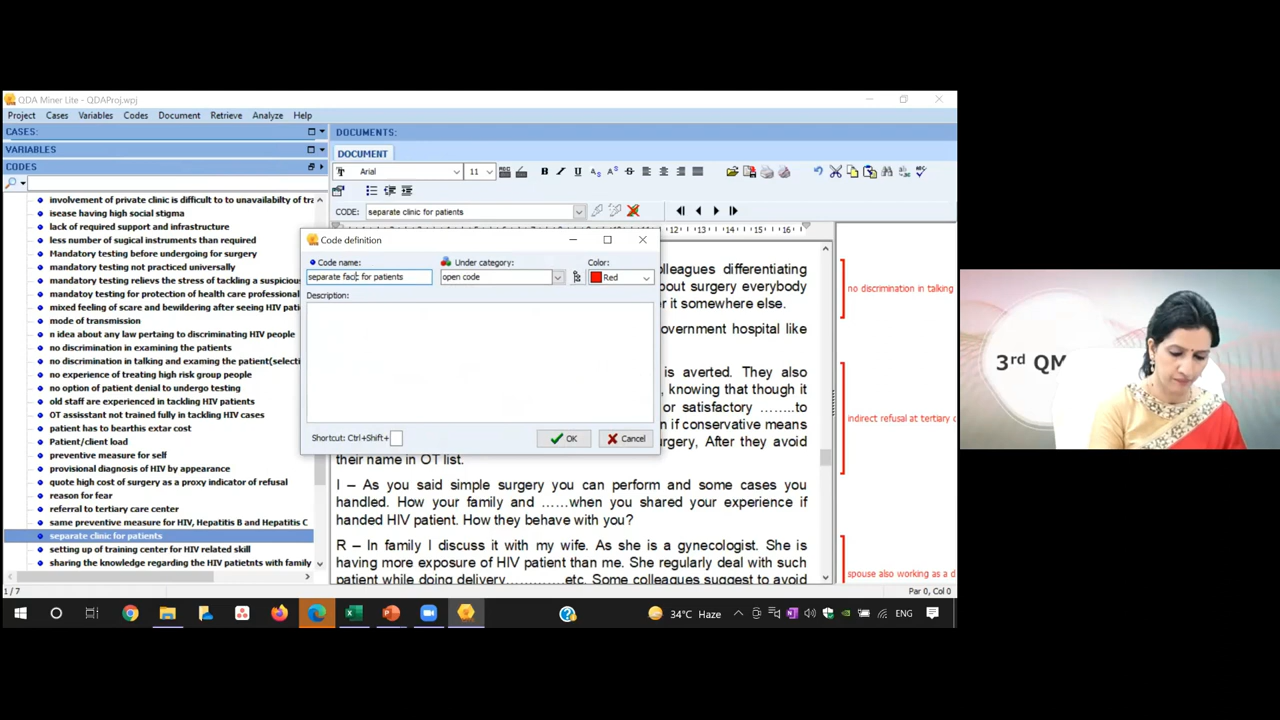 QDA Miner Lite - QDAProj.wpj
Project Cases Variables Codes Document Retrieve Analyze Help
CASES:
VARIABLES
CODES
involvement of private clinic is difficult to to unavailabilty of tra
isease having high social stigma
lack of required support and infrastructure
less number of sugical instruments than required
Mandatory testing before undergoing for surgery
mandatory testing not practiced universally
mandatory testing relieves the stress of tackling a suspicious
mandatory testing for protection of health care professional
mixed feeling of scare and bewildering after seeing HIV patie
mode of transmission
n idea about any law pertaing to discriminating HIV people
no discrimination in examining the patients
no discrimination in talking and examing the patient(selecti
no experience of treating high risk group people
no option of patient denial to undergo testing
old staff are experienced in tackling HIV patients
OT assistant not trained fully in tackling HIV cases
patient has to bearthis extar cost
Patient/client load
preventive measure for self
provisional diagnosis of HIV by appearance
quote high cost of surgery as a proxy indicator of refusal
reason for fear
referral to tertiary care center
same preventive measure for HIV, Hepatitis B and Hepatitis C
separate clinic for patients
setting up of training center for HIV related skill
sharing the knowledge regarding the HIV patietnts with family
1 / 7
DOCUMENTS:
DOCUMENT
Arial 11
B I U
CODE: separate clinic for patients
11 12 13 14 15 16
Code definition
Code name: Under category: Color:
separate facc for patients open code Red
Description:
Shortcut: Ctrl+Shift+
OK Cancel
colleagues differentiating
out surgery everybody
r it somewhere else.
overnment hospital like
is averted. They also
, knowing that though it
or satisfactory ……..to
n if conservative means
urgery, After they avoid
their name in OT list.
I – As you said simple surgery you can perform and some cases you
handled. How your family and ……when you shared your experience if
handed HIV patient. How they behave with you?
R – In family I discuss it with my wife. As she is a gynecologist. She is
having more exposure of HIV patient than me. She regularly deal with such
patient while doing delivery………….etc. Some colleagues suggest to avoid
no discrimination in talking
indirect refusal at tertiary c
spouse also working as a d
Par 0, Col 0
3rd QM
34°C Haze
ENG